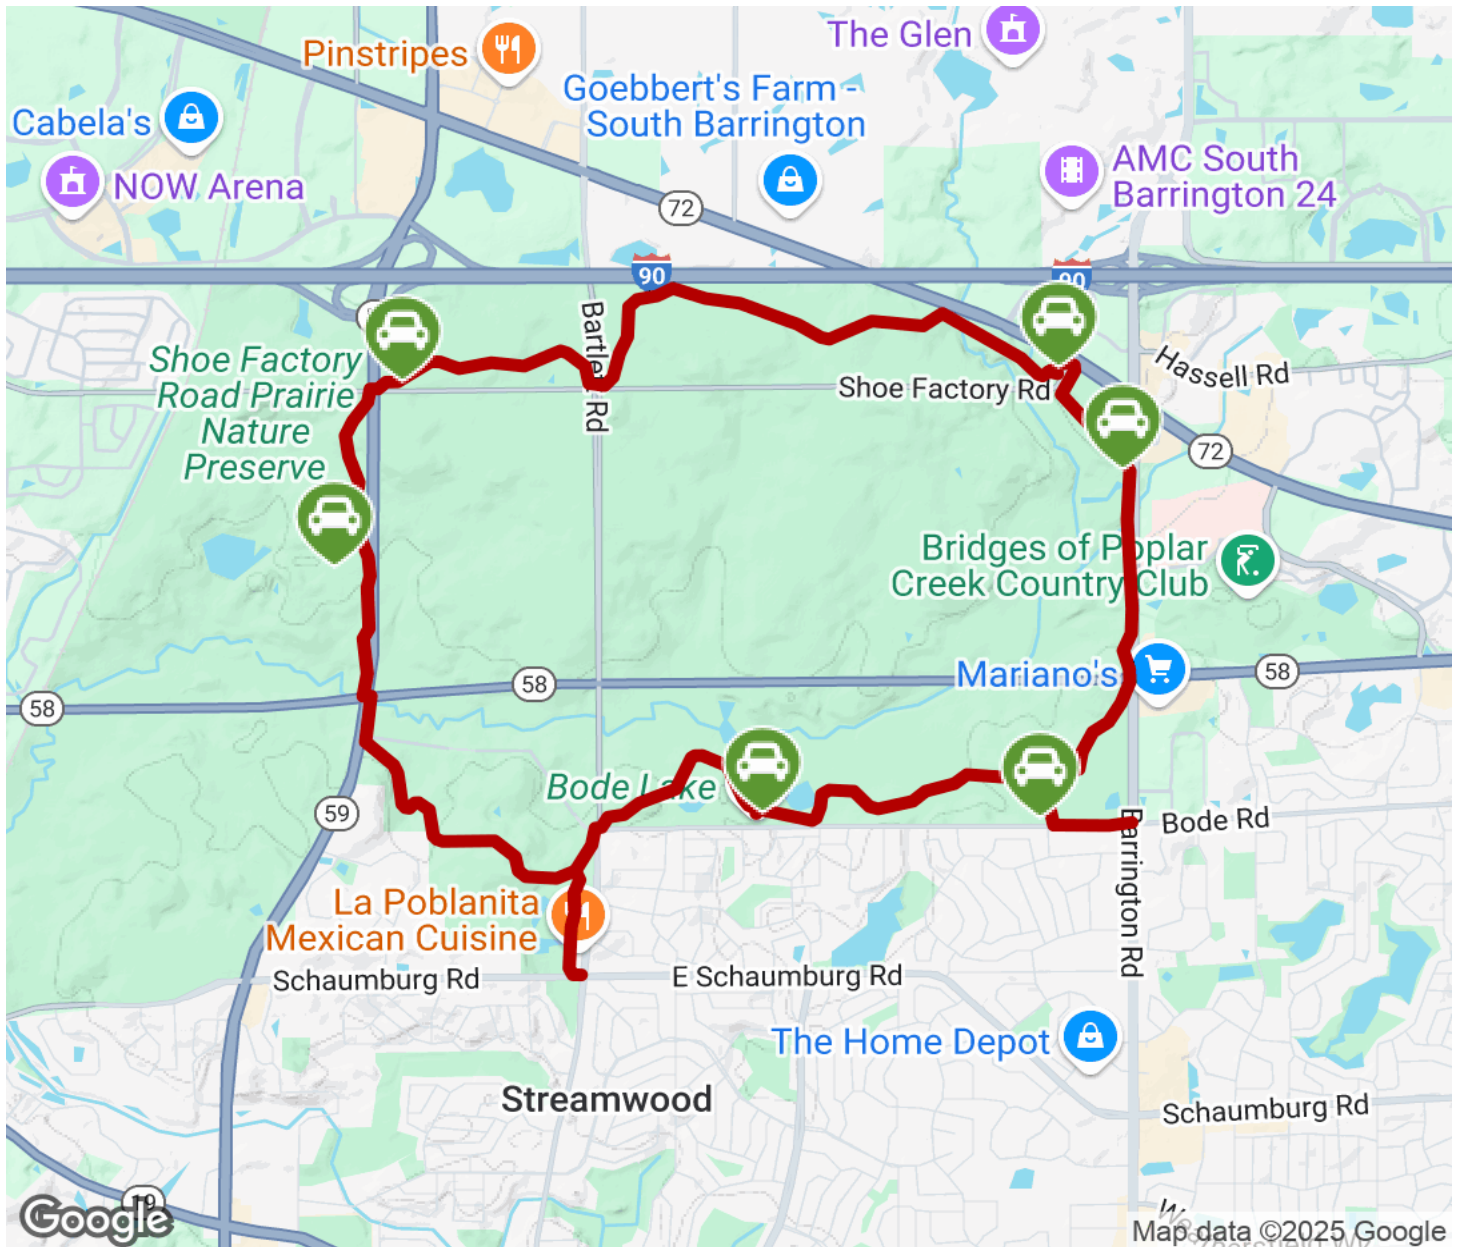 Pinstripes
The Glen
Goebbert's Farm -
South Barrington
Cabela's
NOW Arena
AMC South
Barrington 24
72
90
90
Bartlett Rd
Shoe Factory
Road Prairie
Nature
Preserve
Shoe Factory Rd
Hassell Rd
72
Bridges of Poplar
Creek Country Club
Mariano's
58
58
58
Bode Lake
59
Bode Rd
Barrington Rd
La Poblanita
Mexican Cuisine
Schaumburg Rd
E Schaumburg Rd
The Home Depot
Streamwood
Schaumburg Rd
19
Google
Map data ©2025 Google